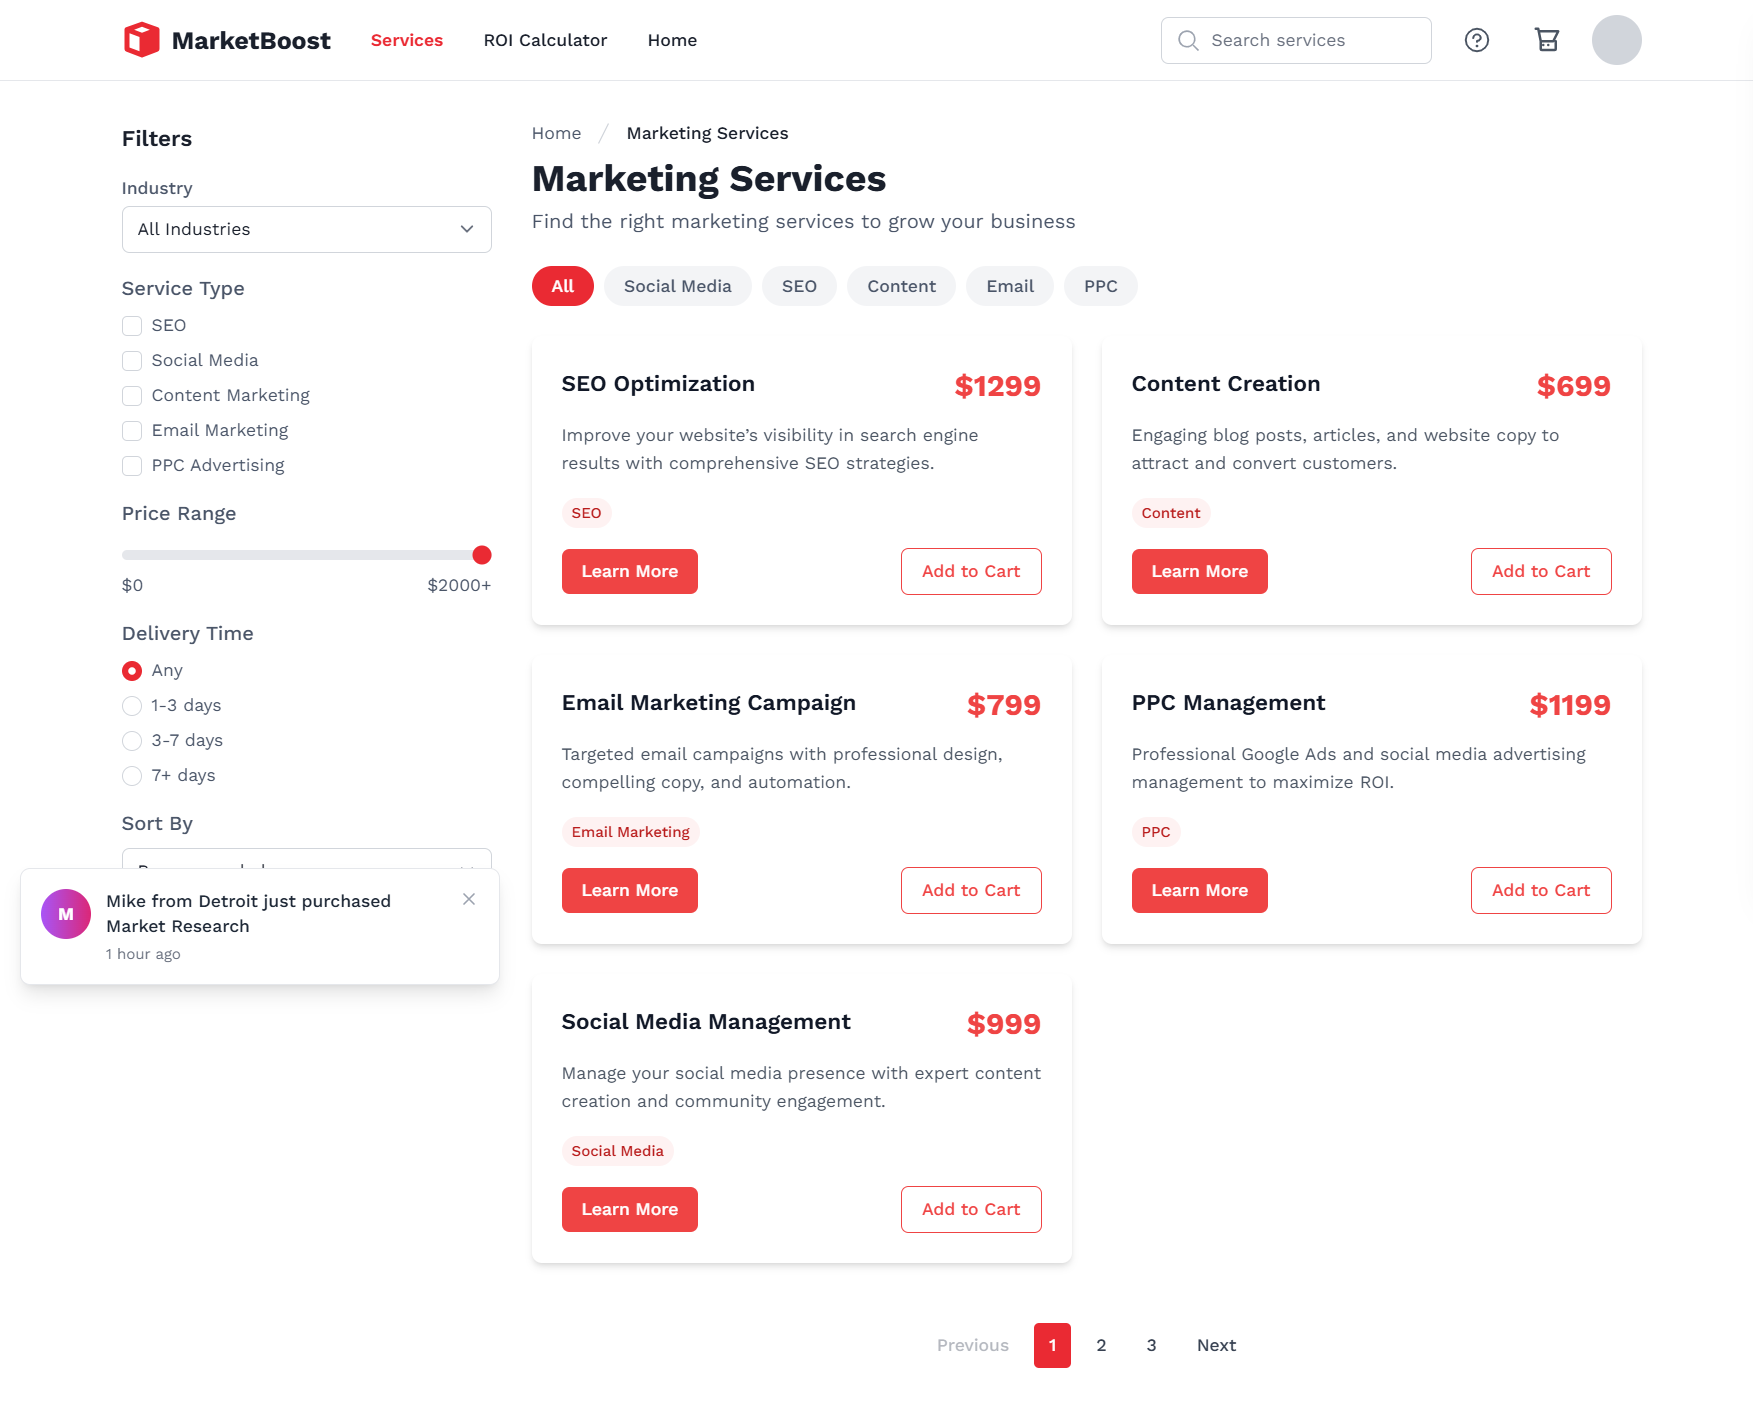 MarketBoost
Services
ROI Calculator
Home
Search services
Filters
Industry
All Industries
Service Type
SEO
Social Media
Content Marketing
Email Marketing
PPC Advertising
Price Range
$0
$2000+
Delivery Time
Any
1-3 days
3-7 days
7+ days
Sort By
M
Mike from Detroit just purchased
Market Research
1 hour ago
Home / Marketing Services
Marketing Services
Find the right marketing services to grow your business
All
Social Media
SEO
Content
Email
PPC
SEO Optimization
$1299
Improve your website’s visibility in search engine
results with comprehensive SEO strategies.
SEO
Learn More
Add to Cart
Content Creation
$699
Engaging blog posts, articles, and website copy to
attract and convert customers.
Content
Learn More
Add to Cart
Email Marketing Campaign
$799
Targeted email campaigns with professional design,
compelling copy, and automation.
Email Marketing
Learn More
Add to Cart
PPC Management
$1199
Professional Google Ads and social media advertising
management to maximize ROI.
PPC
Learn More
Add to Cart
Social Media Management
$999
Manage your social media presence with expert content
creation and community engagement.
Social Media
Learn More
Add to Cart
Previous
1
2
3
Next